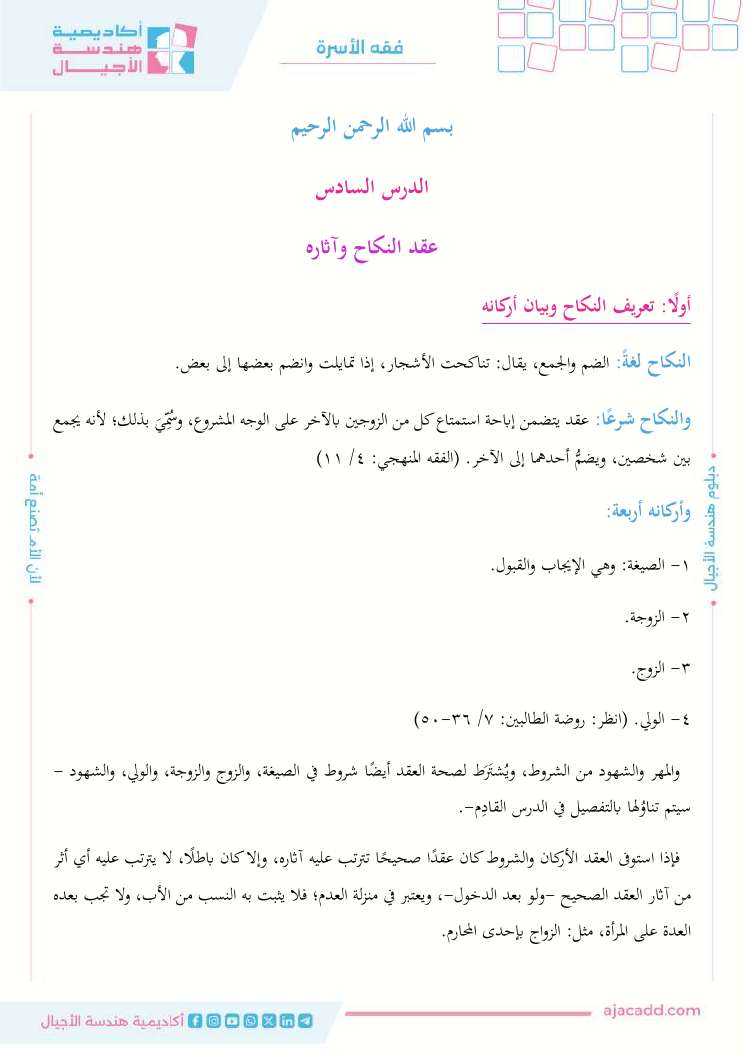 أكاديمية
هندسة
الأجيال
فقه الأسرة
بسم الله الرحمن الرحيم
الدرس السادس
عقد النكاح وآثاره
أولًا: تعريف النكاح وبيان أركانه
النكاح لغةً: الضم والجمع، يقال: تناكحت الأشجار، إذا تمايلت وانضم بعضها إلى بعض.
والنكاح شرعًا: عقد يتضمن إباحة استمتاع كل من الزوجين بالآخر على الوجه المشروع، وسُمّيَ بذلك؛ لأنه يجمع
بين شخصين، ويضمُّ أحدهما إلى الآخر. (الفقه المنهجي: ٤/ ١١)
وأركانه أربعة:
١- الصيغة: وهي الإيجاب والقبول.
٢- الزوجة.
٣- الزوج.
٤- الولي. (انظر: روضة الطالبين: ٧/ ٣٦-٥٠)
والمهر والشهود من الشروط، ويُشتَرَط لصحة العقد أيضًا شروط في الصيغة، والزوج والزوجة، والولي، والشهود -
سيتم تناوُلها بالتفصيل في الدرس القادِم-.
فإذا استوفى العقد الأركان والشروط كان عقدًا صحيحًا تترتب عليه آثاره، وإلا كان باطلًا، لا يترتب عليه أي أثر
من آثار العقد الصحيح -ولو بعد الدخول-، ويعتبر في منزلة العدم؛ فلا يثبت به النسب من الأب، ولا تجب بعده
العدة على المرأة، مثل: الزواج بإحدى المحارم.
دبلوم هندسة الأجيال
لأن الأم تصنع أمة
أكاديمية هندسة الأجيال
ajacadd.com